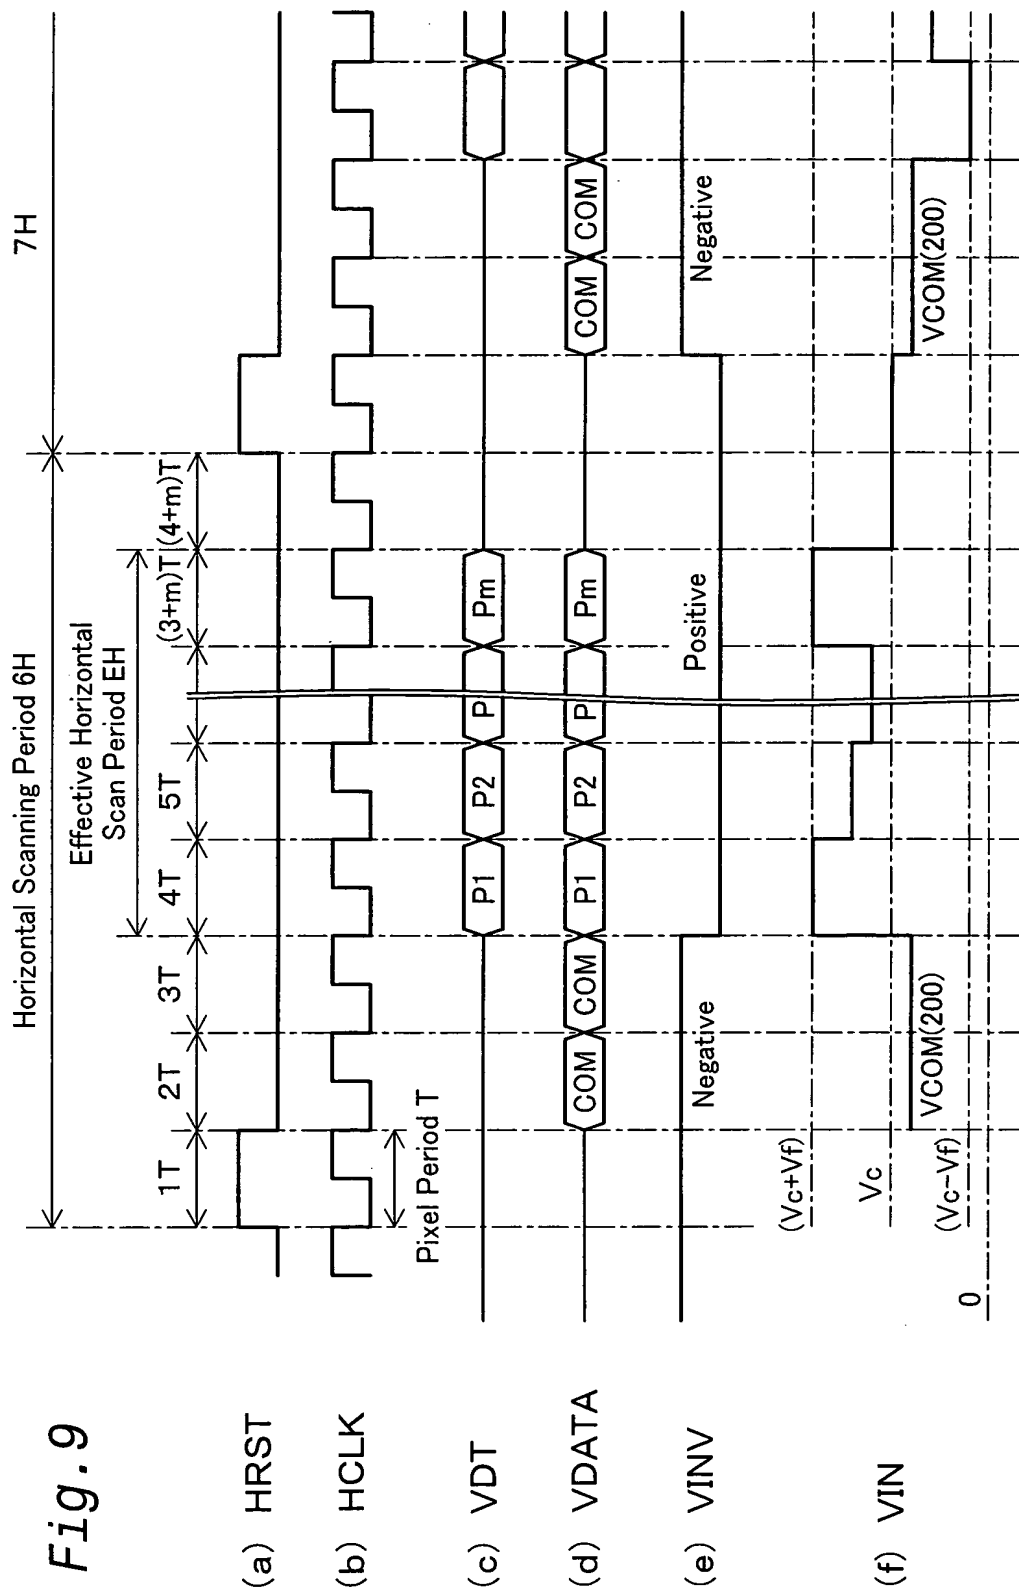 Fig.9
Horizontal Scanning Period 6H
7H
Effective Horizontal
Scan Period EH
1T 2T 3T 4T 5T (3+m)T (4+m)T
(a) HRST
(b) HCLK
Pixel Period T
(c) VDT
P1 P2 P Pm
(d) VDATA
COM COM P1 P2 P Pm COM COM
(e) VINV
Negative Positive Negative
(f) VIN
(Vc+Vf)
Vc
(Vc−Vf)
0
VCOM(200) VCOM(200)